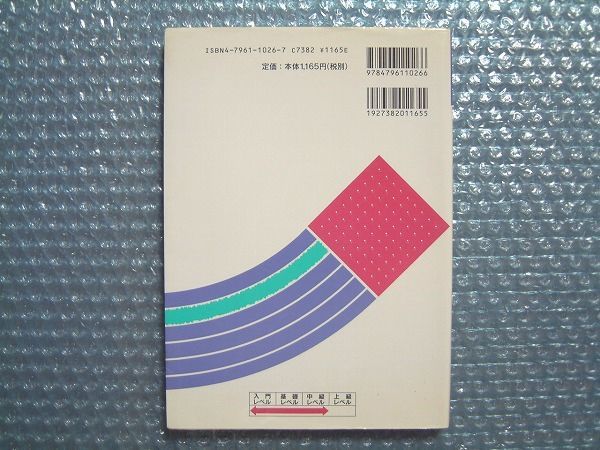 ISBN4-7961-1026-7 C7382 ¥1165E
定価：本体1,165円(税別)
9784796110266
1927382011655
入門 基礎 中級 上級
レベル レベル レベル レベル